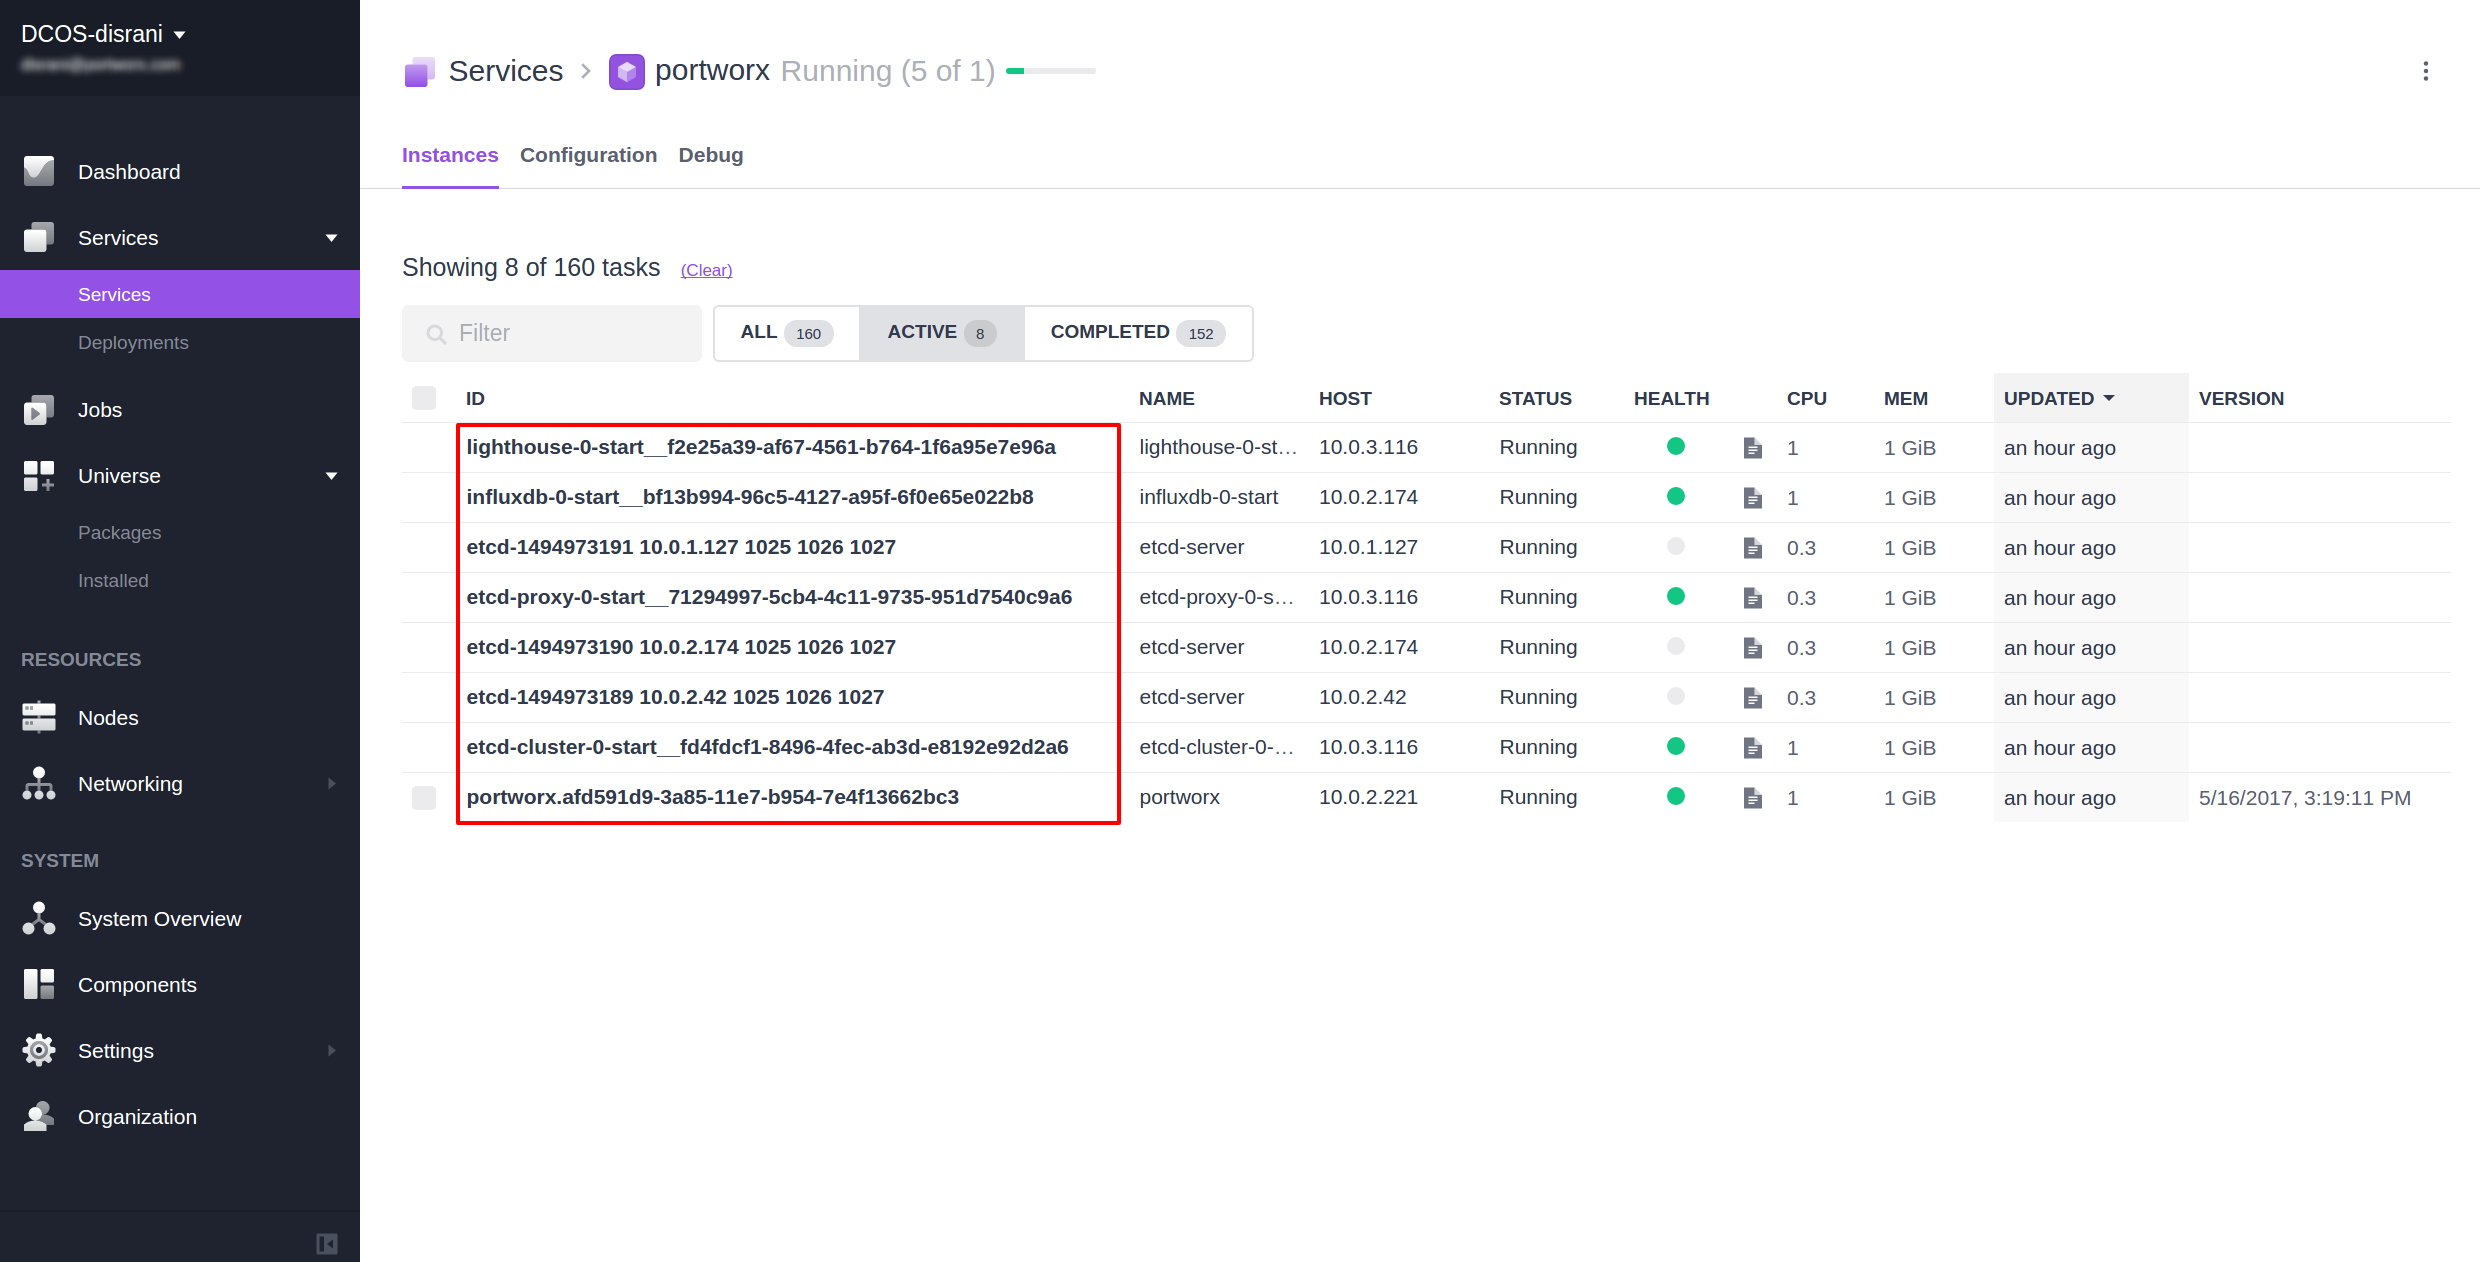 DCOS-disrani
Dashboard
Services
Services
Deployments
Jobs
Universe
Packages
Installed
RESOURCES
Nodes
Networking
SYSTEM
System Overview
Components
Settings
Organization
Services portworx Running (5 of 1)
Instances Configuration Debug
Showing 8 of 160 tasks (Clear)
Filter ALL 160 ACTIVE 8 COMPLETED 152
ID NAME HOST STATUS HEALTH CPU MEM UPDATED VERSION
lighthouse-0-start__f2e25a39-af67-4561-b764-1f6a95e7e96a lighthouse-0-st… 10.0.3.116 Running 1 1 GiB an hour ago
influxdb-0-start__bf13b994-96c5-4127-a95f-6f0e65e022b8 influxdb-0-start 10.0.2.174 Running 1 1 GiB an hour ago
etcd-1494973191 10.0.1.127 1025 1026 1027 etcd-server 10.0.1.127 Running 0.3 1 GiB an hour ago
etcd-proxy-0-start__71294997-5cb4-4c11-9735-951d7540c9a6 etcd-proxy-0-s… 10.0.3.116 Running 0.3 1 GiB an hour ago
etcd-1494973190 10.0.2.174 1025 1026 1027 etcd-server 10.0.2.174 Running 0.3 1 GiB an hour ago
etcd-1494973189 10.0.2.42 1025 1026 1027 etcd-server 10.0.2.42 Running 0.3 1 GiB an hour ago
etcd-cluster-0-start__fd4fdcf1-8496-4fec-ab3d-e8192e92d2a6 etcd-cluster-0-… 10.0.3.116 Running 1 1 GiB an hour ago
portworx.afd591d9-3a85-11e7-b954-7e4f13662bc3 portworx 10.0.2.221 Running 1 1 GiB an hour ago 5/16/2017, 3:19:11 PM